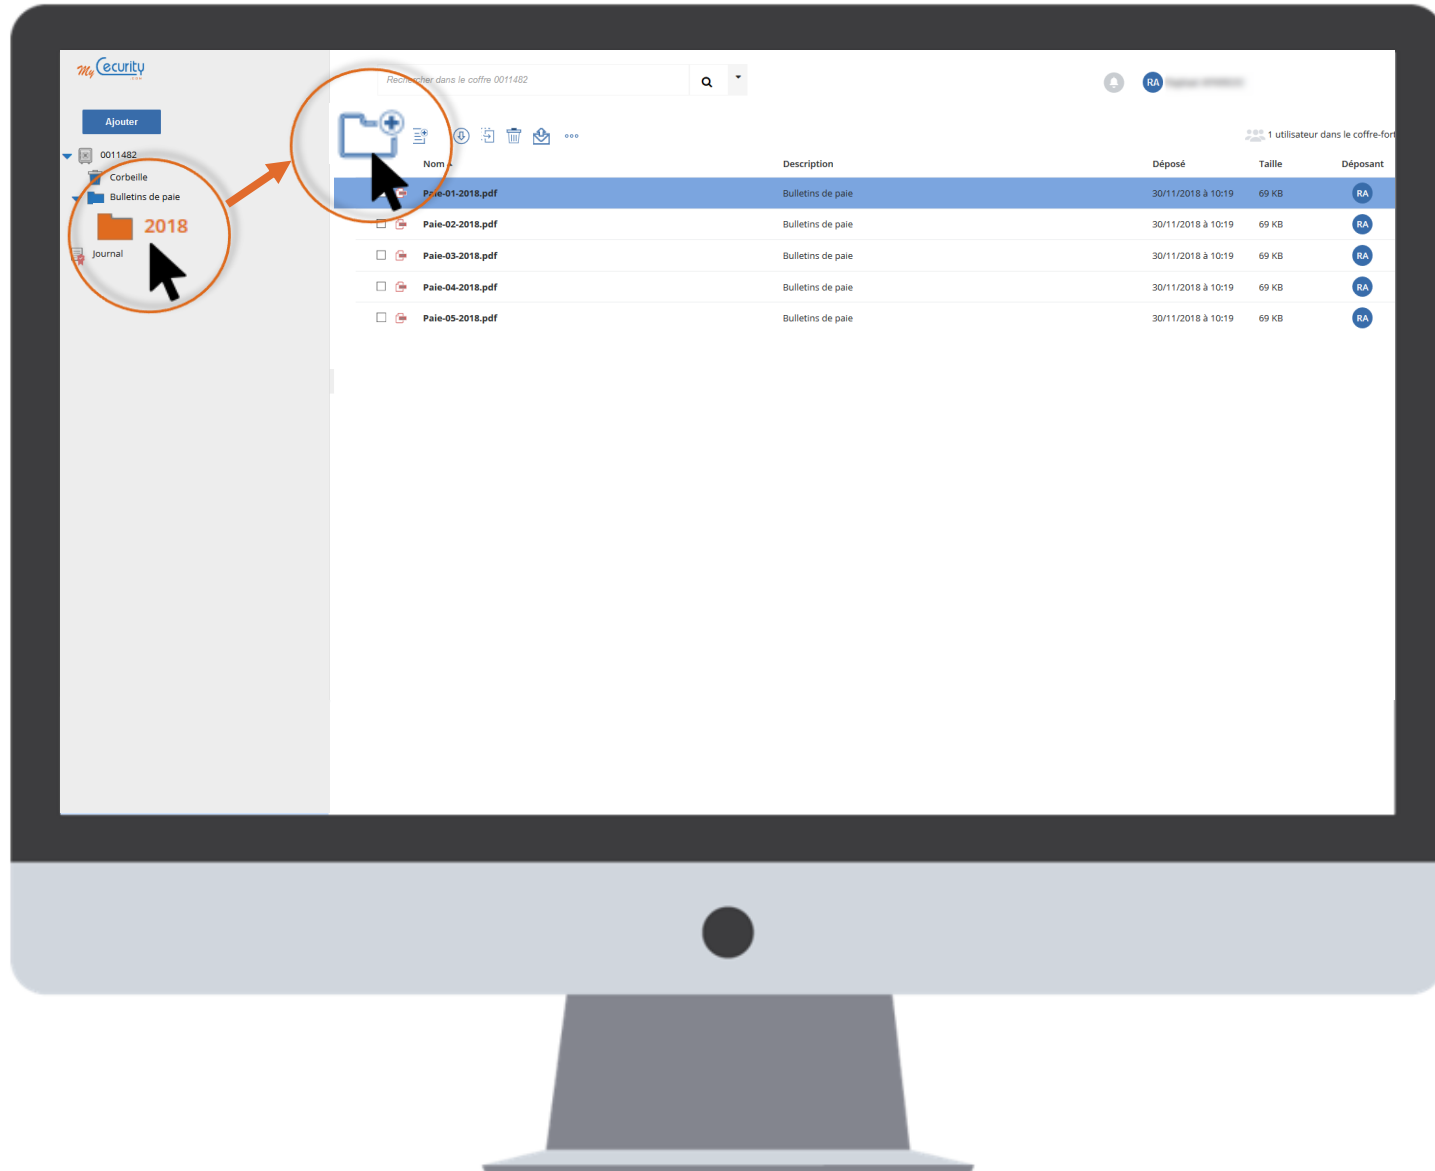 My Cecurity
.com
Rechercher dans le coffre 0011482
RA
Ajouter
1 utilisateur dans le coffre-fort
0011482
Corbeille
Bulletins de paie
2018
Journal
Nom Description Déposé Taille Déposant
Paie-01-2018.pdf Bulletins de paie 30/11/2018 à 10:19 69 KB RA
Paie-02-2018.pdf Bulletins de paie 30/11/2018 à 10:19 69 KB RA
Paie-03-2018.pdf Bulletins de paie 30/11/2018 à 10:19 69 KB RA
Paie-04-2018.pdf Bulletins de paie 30/11/2018 à 10:19 69 KB RA
Paie-05-2018.pdf Bulletins de paie 30/11/2018 à 10:19 69 KB RA